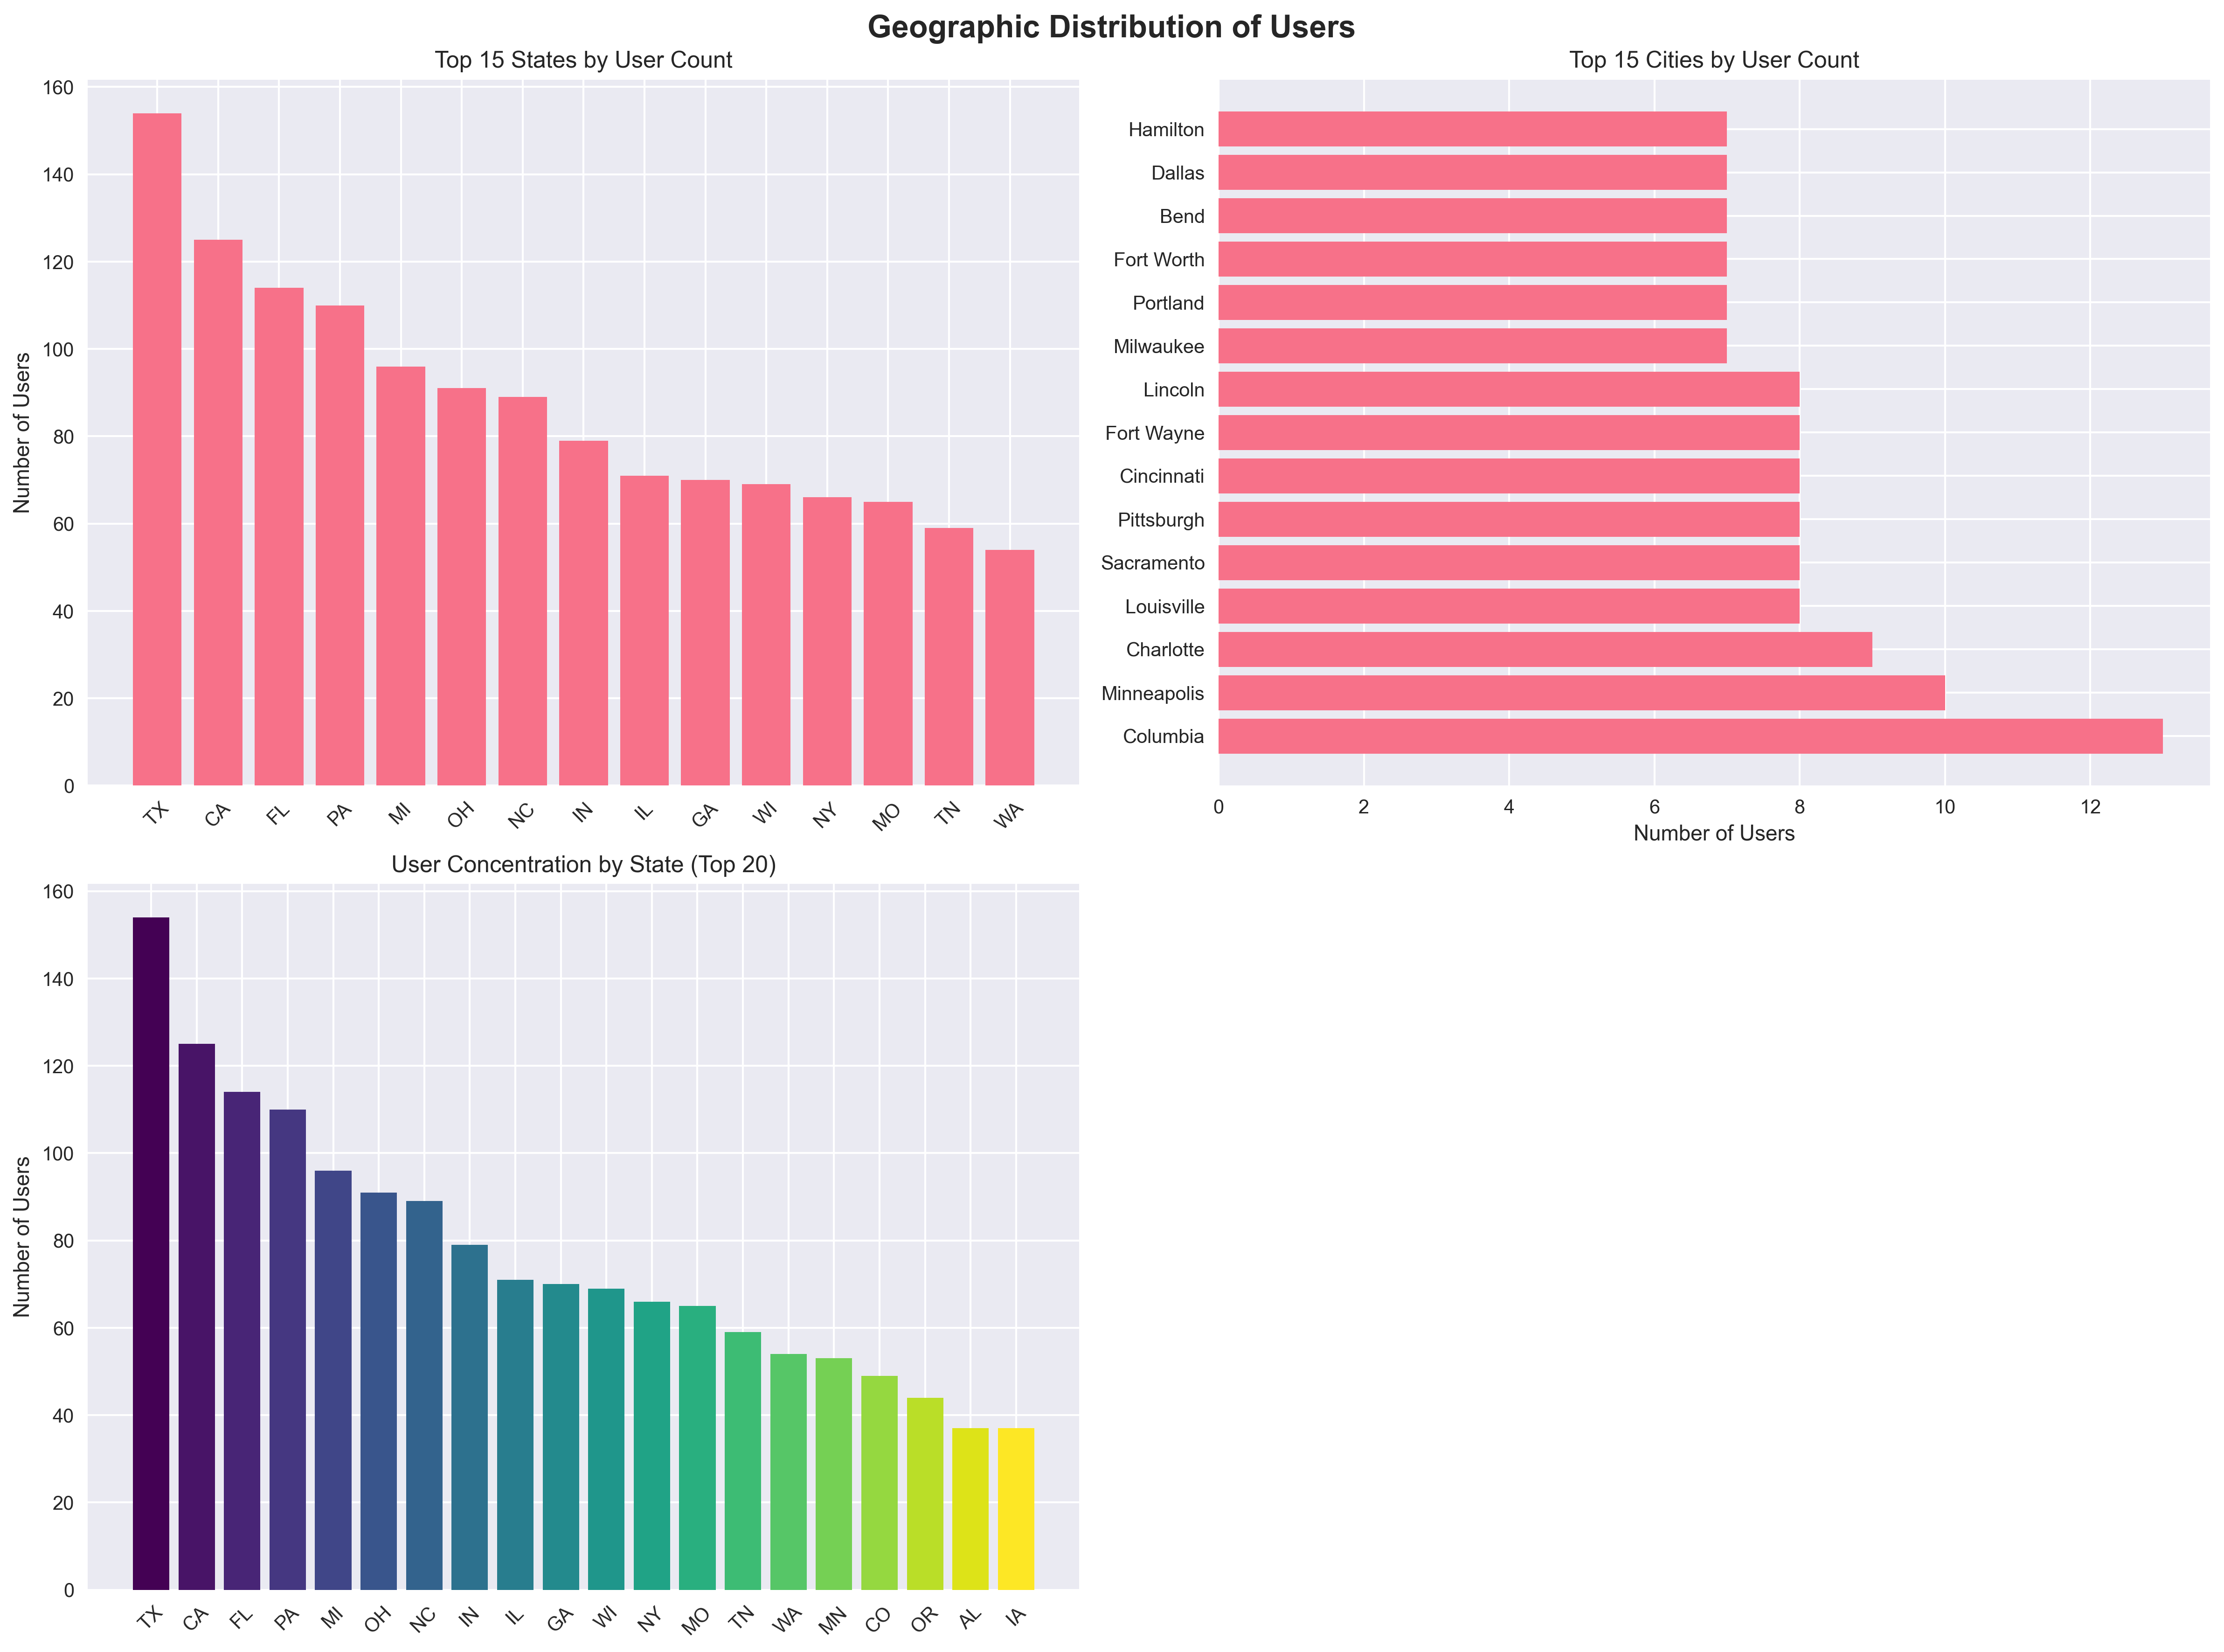 Geographic Distribution of Users
Top 15 States by User Count
Number of Users
160
140
120
100
80
60
40
20
0
TX CA FL PA MI OH NC IN IL GA WI NY MO TN WA
Top 15 Cities by User Count
Hamilton
Dallas
Bend
Fort Worth
Portland
Milwaukee
Lincoln
Fort Wayne
Cincinnati
Pittsburgh
Sacramento
Louisville
Charlotte
Minneapolis
Columbia
0 2 4 6 8 10 12
Number of Users
User Concentration by State (Top 20)
Number of Users
160
140
120
100
80
60
40
20
0
TX CA FL PA MI OH NC IN IL GA WI NY MO TN WA MN CO OR AL IA